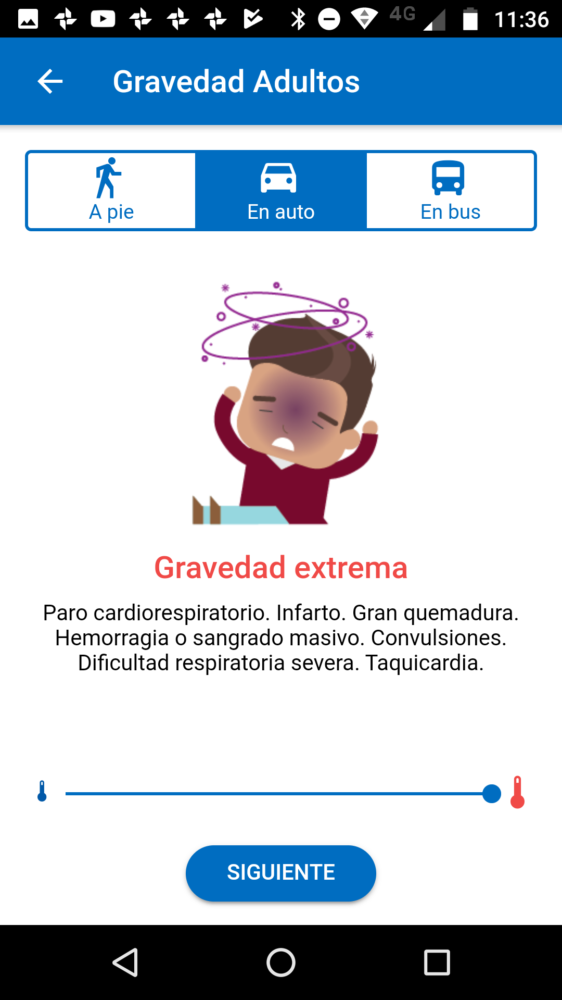 4G 11:36
Gravedad Adultos
A pie En auto En bus
Gravedad extrema
Paro cardiorespiratorio. Infarto. Gran quemadura.
Hemorragia o sangrado masivo. Convulsiones.
Dificultad respiratoria severa. Taquicardia.
SIGUIENTE